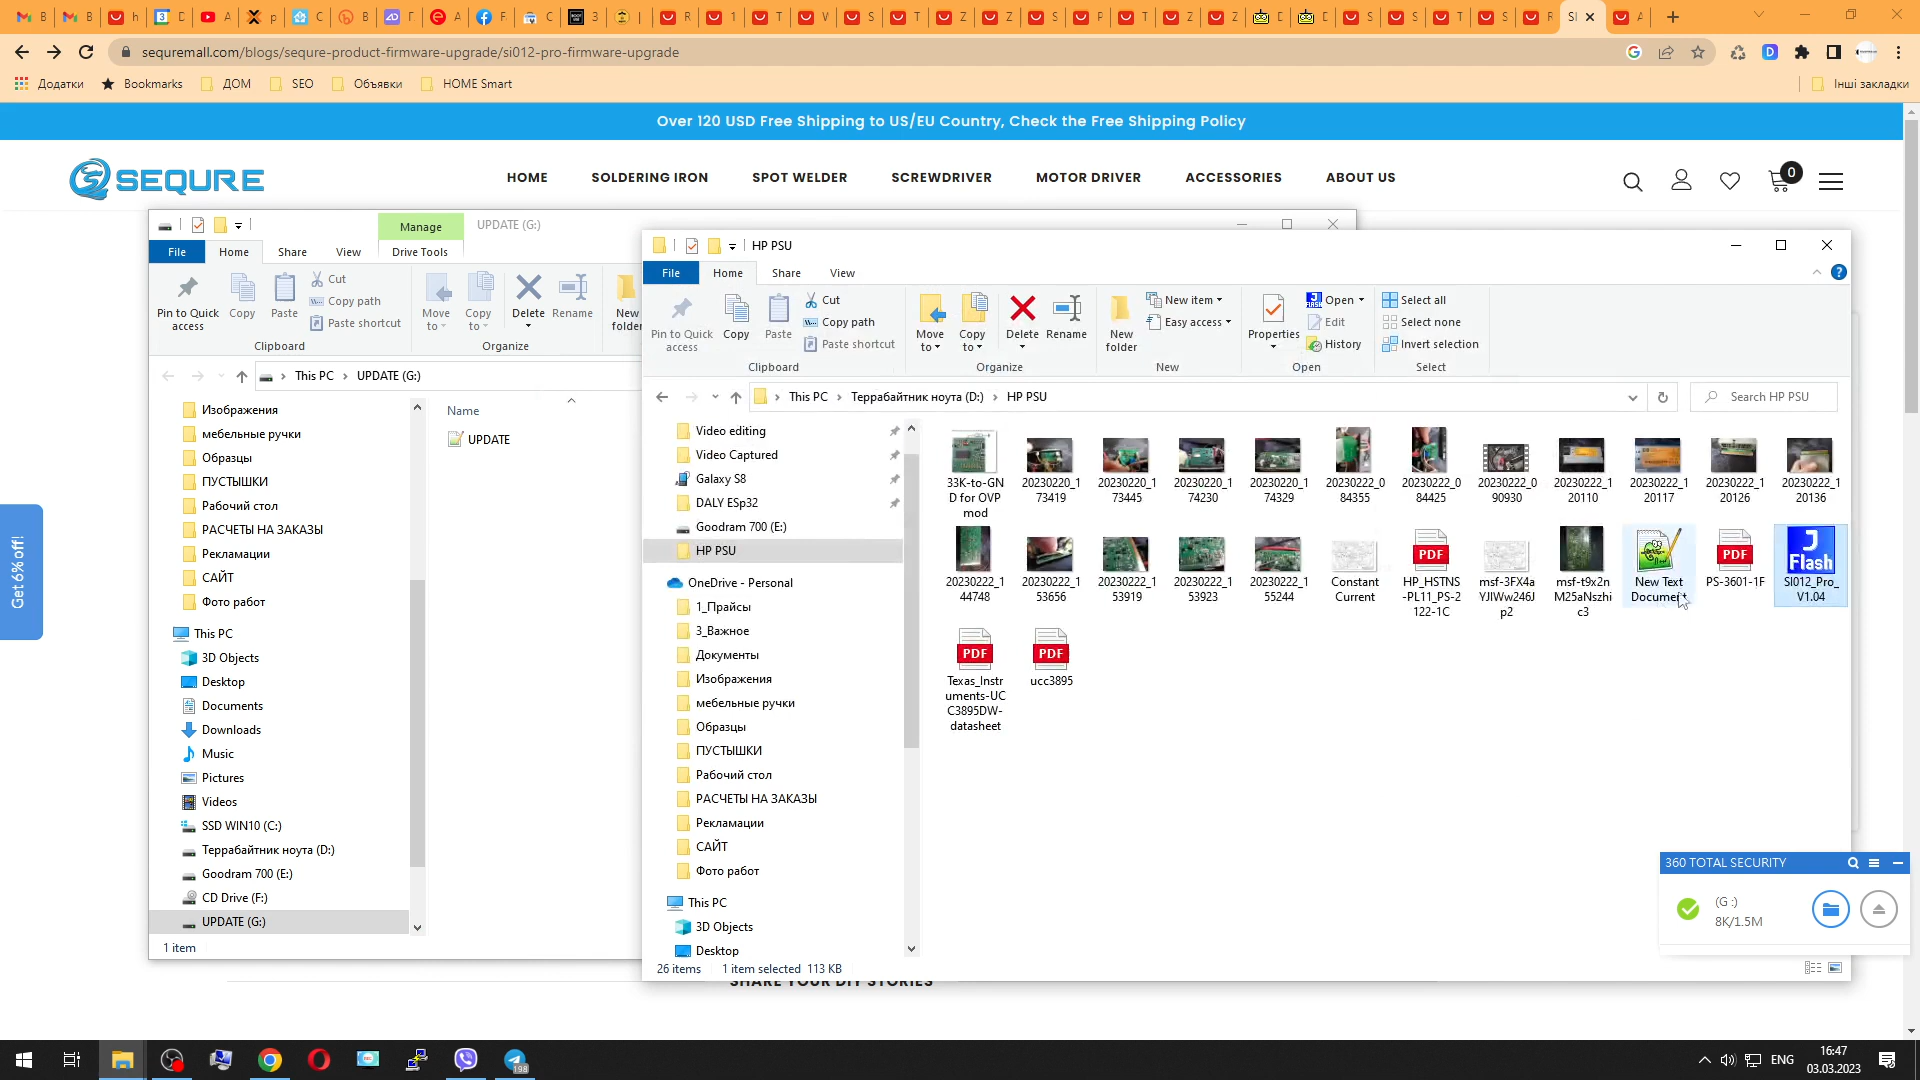 sequremall.com/blogs/sequre-product-firmware-upgrade/si012-pro-firmware-upgrade
Додатки
Bookmarks
ДОМ
SEO
Объявки
HOME Smart
Інші закладки
Over 120 USD Free Shipping to US/EU Country, Check the Free Shipping Policy
SEQURE
HOME
SOLDERING IRON
SPOT WELDER
SCREWDRIVER
MOTOR DRIVER
ACCESSORIES
ABOUT US
0
Get 6% off!
Manage
UPDATE (G:)
File
Home
Share
View
Drive Tools
Pin to Quick
access
Copy
Paste
Cut
Copy path
Paste shortcut
Clipboard
Move
to
Copy
to
Delete
Rename
Organize
New
folder
This PC
UPDATE (G:)
Изображения
мебельные ручки
Образцы
ПУСТЫШКИ
Рабочий стол
РАСЧЕТЫ НА ЗАКАЗЫ
Рекламации
САЙТ
Фото работ
This PC
3D Objects
Desktop
Documents
Downloads
Music
Pictures
Videos
SSD WIN10 (C:)
Террабайтник ноута (D:)
Goodram 700 (E:)
CD Drive (F:)
UPDATE (G:)
Name
UPDATE
1 item
HP PSU
File
Home
Share
View
Pin to Quick
access
Copy
Paste
Cut
Copy path
Paste shortcut
Clipboard
Move
to
Copy
to
Delete
Rename
Organize
New
folder
New item
Easy access
New
Properties
Open
Edit
History
Open
Select all
Select none
Invert selection
Select
This PC
Террабайтник ноута (D:)
HP PSU
Search HP PSU
Video editing
Video Captured
Galaxy S8
DALY ESp32
Goodram 700 (E:)
HP PSU
OneDrive - Personal
1_Прайсы
3_Важное
Документы
Изображения
мебельные ручки
Образцы
ПУСТЫШКИ
Рабочий стол
РАСЧЕТЫ НА ЗАКАЗЫ
Рекламации
САЙТ
Фото работ
This PC
3D Objects
Desktop
33K-to-GN
D for OVP
mod
20230220_1
73419
20230220_1
73445
20230220_1
74230
20230220_1
74329
20230222_0
84355
20230222_0
84425
20230222_0
90930
20230222_1
20110
20230222_1
20117
20230222_1
20126
20230222_1
20136
20230222_1
44748
20230222_1
53656
20230222_1
53919
20230222_1
53923
20230222_1
55244
Constant
Current
PDF
HP_HSTNS
-PL11_PS-2
122-1C
msf-3FX4a
YJIWw246J
p2
msf-t9x2n
M25aNszhi
c3
New Text
Document
PDF
PS-3601-1F
J
Flash
SI012_Pro_
V1.04
PDF
Texas_Instr
uments-UC
C3895DW-
datasheet
PDF
ucc3895
26 items
1 item selected 113 KB
SHARE YOUR DIY STORIES
360 TOTAL SECURITY
(G :)
8K/1.5M
198
ENG
16:47
03.03.2023